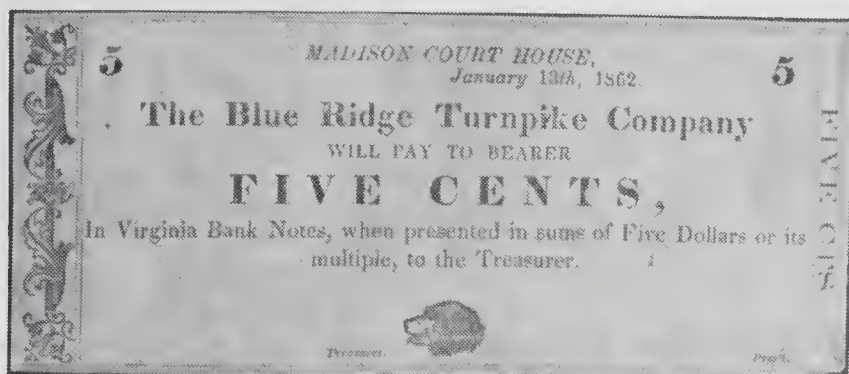 5 MADISON COURT HOUSE, 5
January 13th, 1862.
The Blue Ridge Turnpike Company
WILL PAY TO BEARER
FIVE CENTS,
In Virginia Bank Notes, when presented in sums of Five Dollars or its
multiple, to the Treasurer.
Treasurer. Pres't.
FIVE